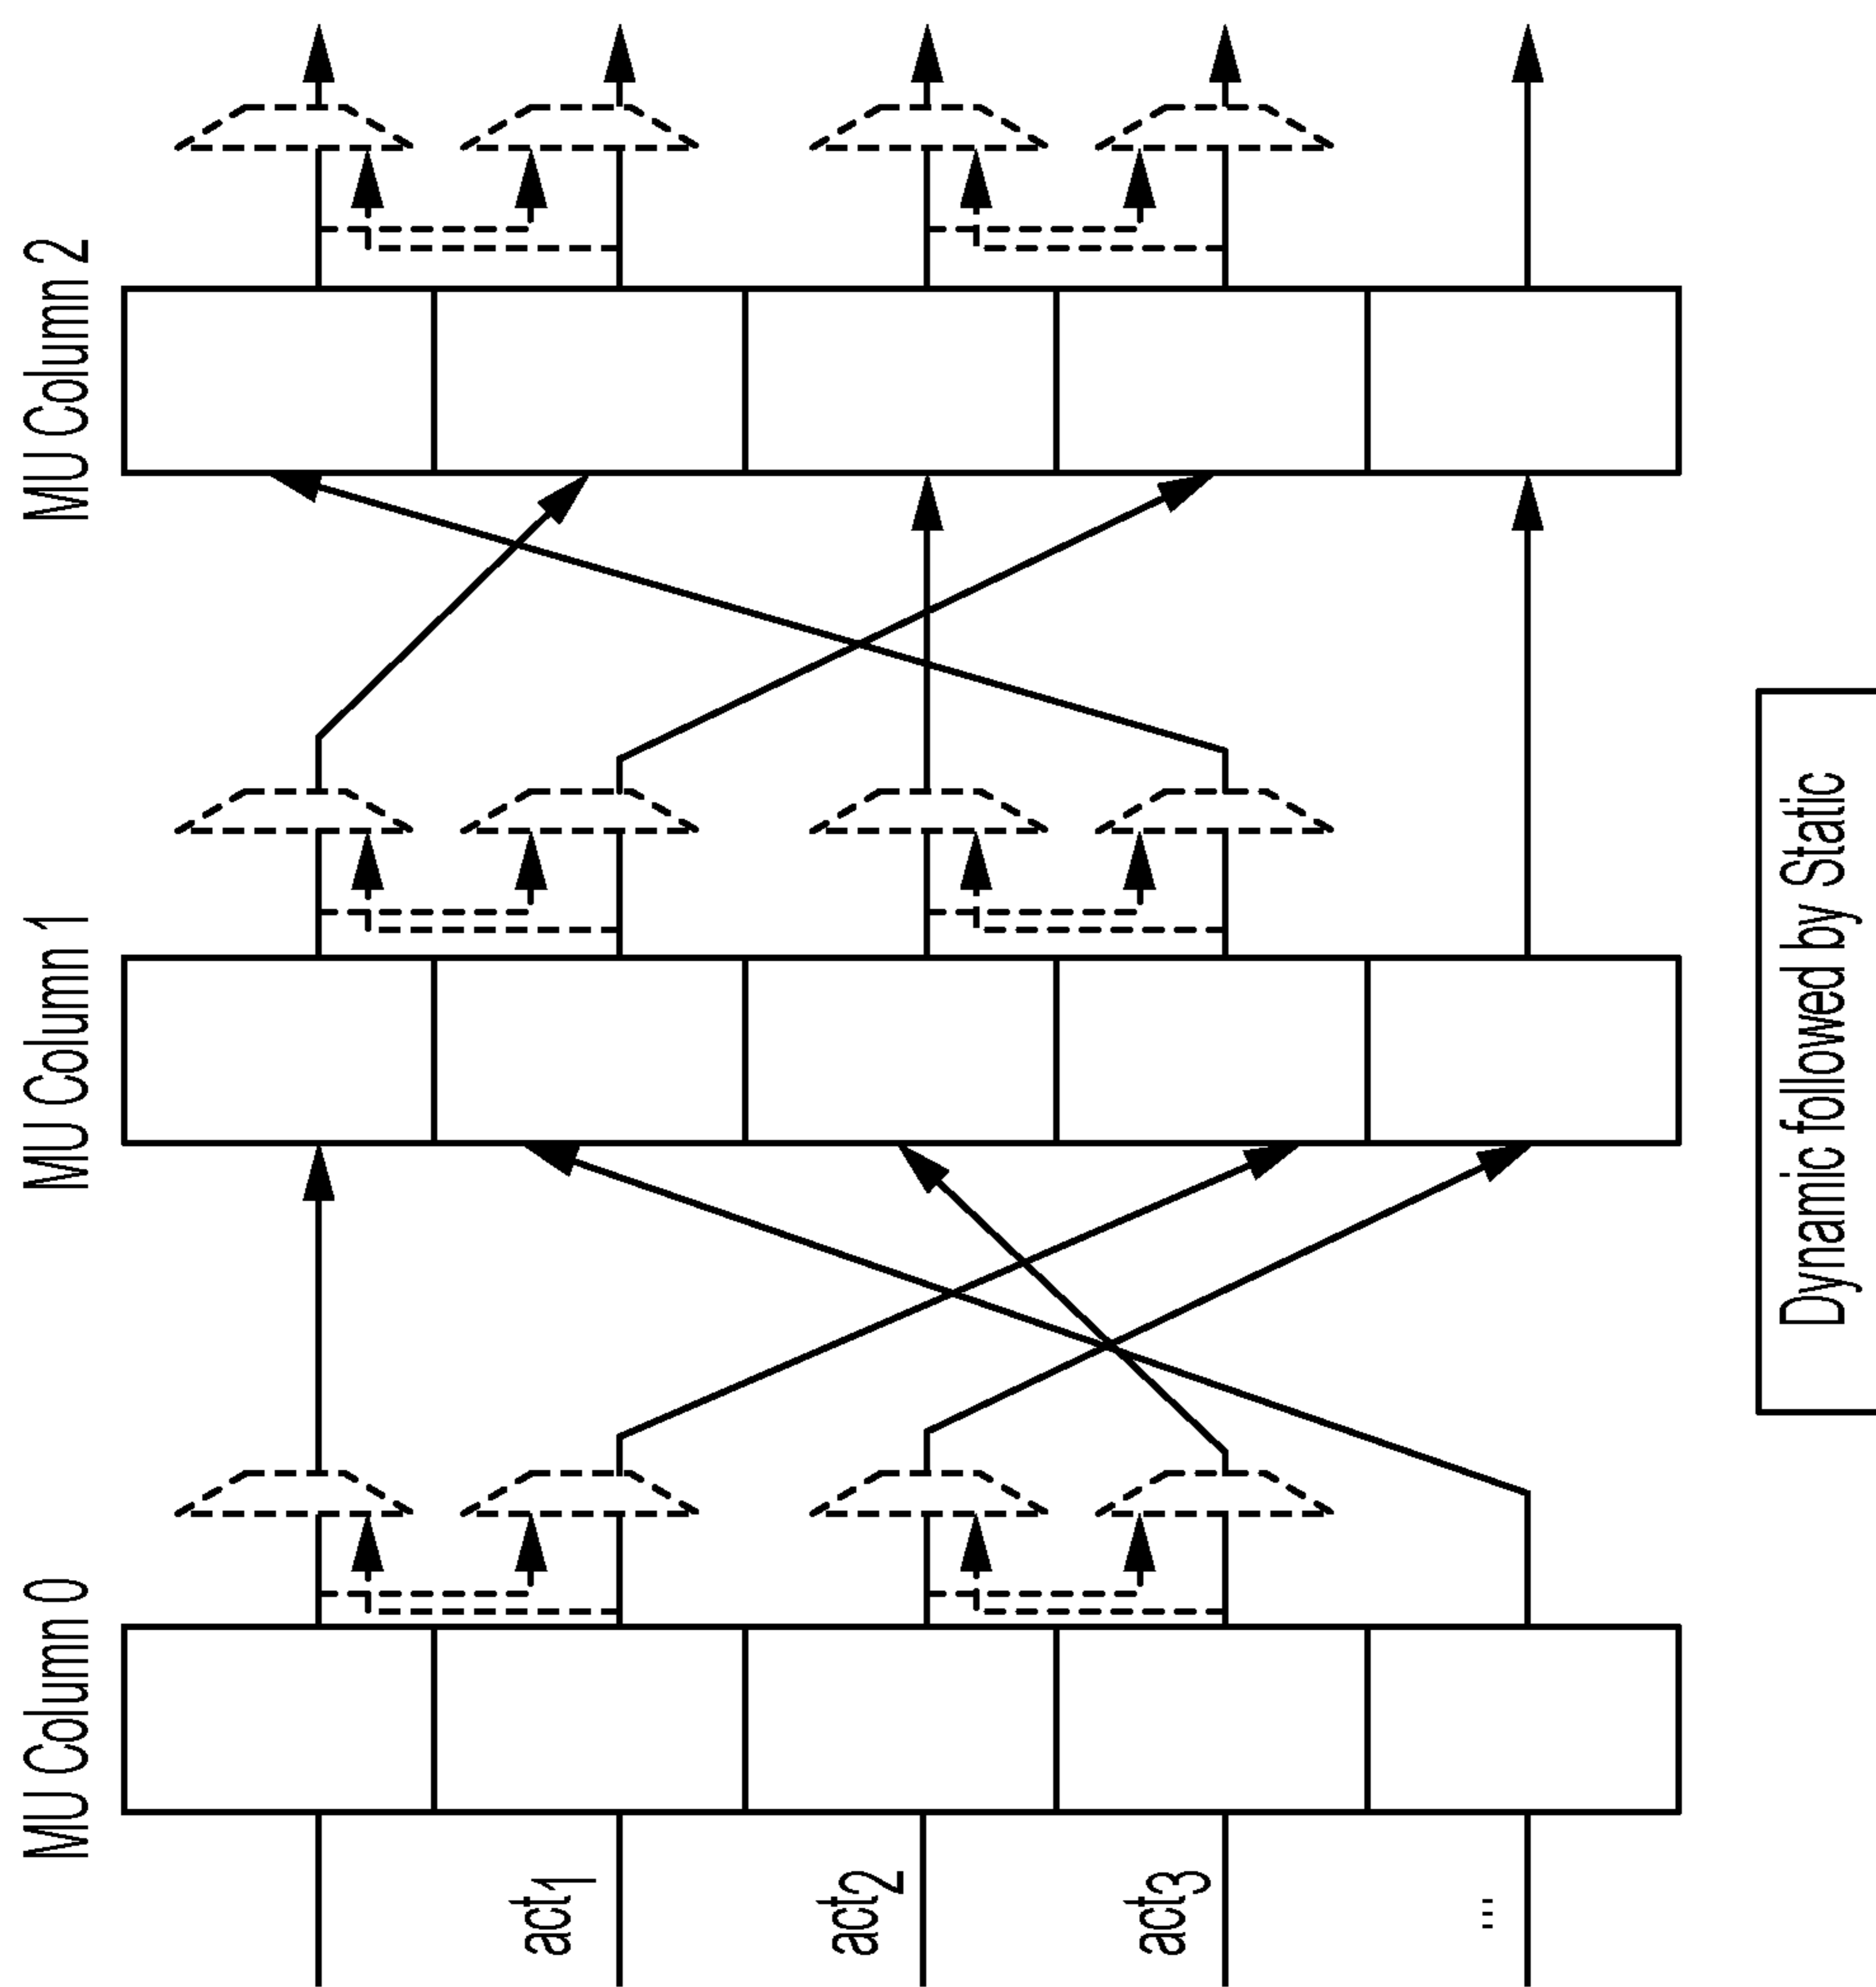 MU Column 0
MU Column 1
MU Column 2
act1
act2
act3
...
Dynamic followed by Static